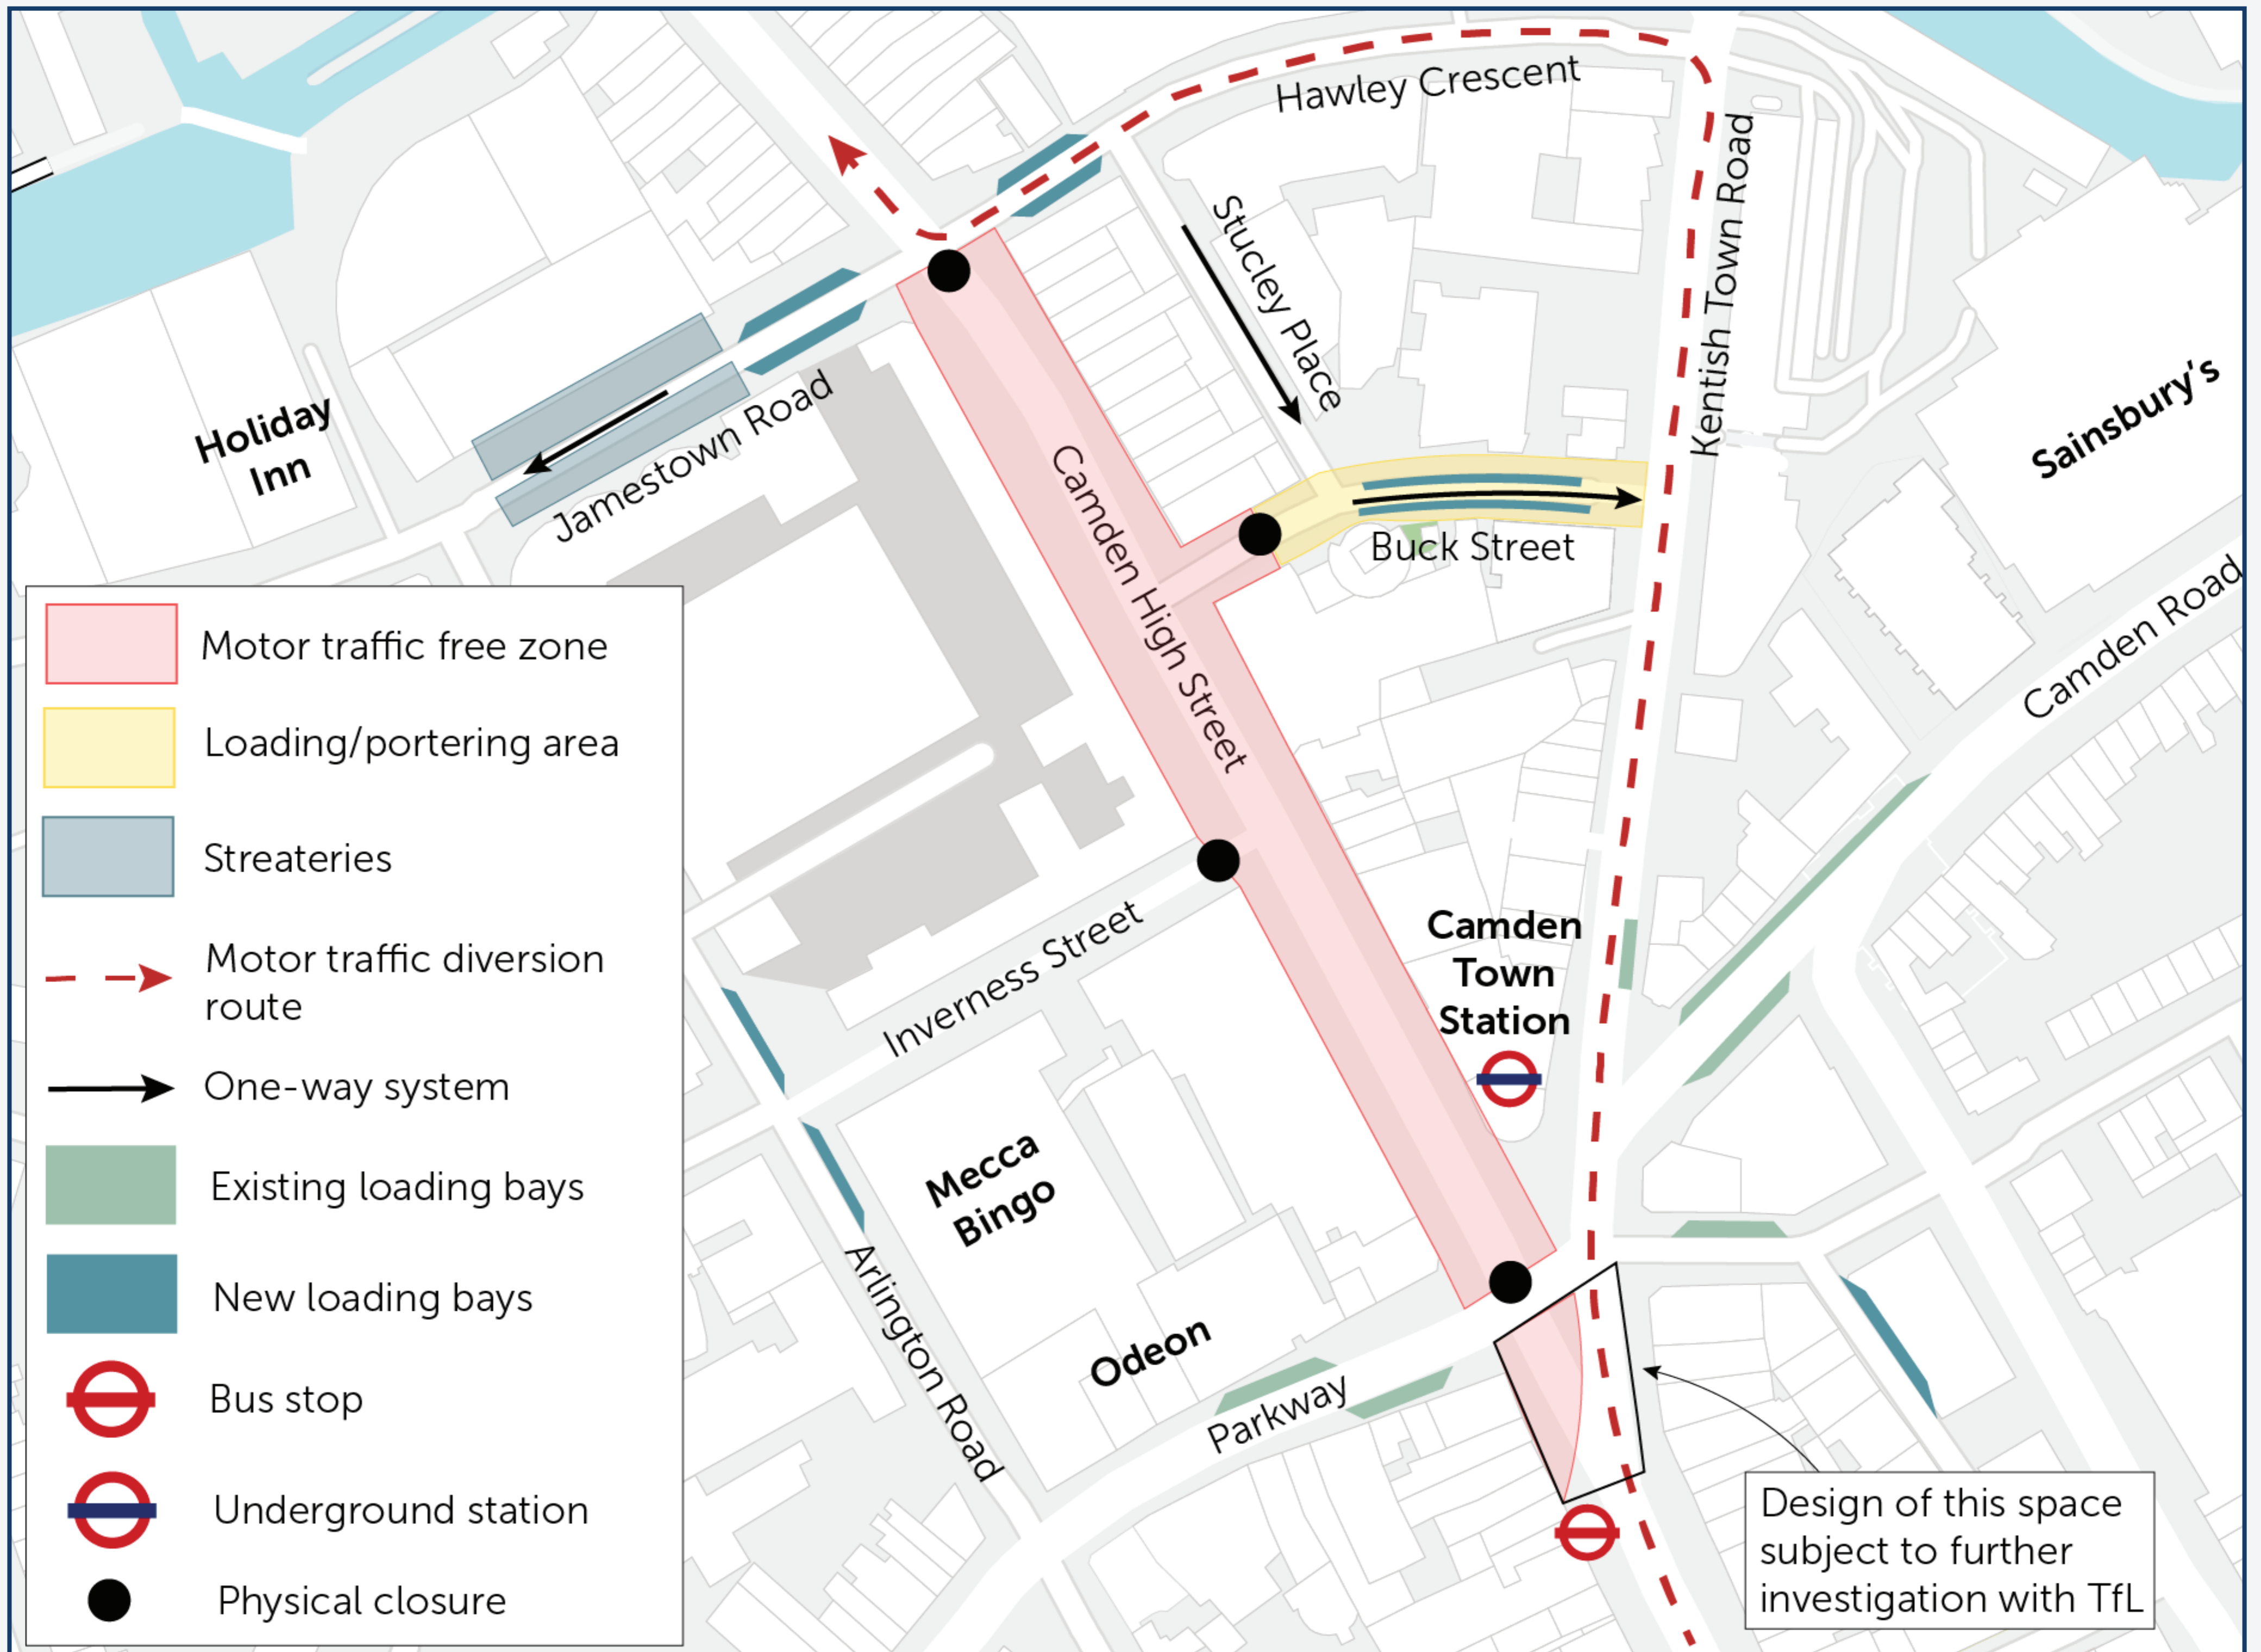 Hawley Crescent
Kentish Town Road
Stucley Place
Sainsbury's
Holiday
Inn
Jamestown Road
Camden High Street
Buck Street
Camden Road
Motor traffic free zone
Loading/portering area
Streateries
Motor traffic diversion
route
One-way system
Existing loading bays
New loading bays
Bus stop
Underground station
Physical closure
Inverness Street
Camden
Town
Station
Mecca
Bingo
Arlington Road
Odeon
Parkway
Design of this space
subject to further
investigation with TfL